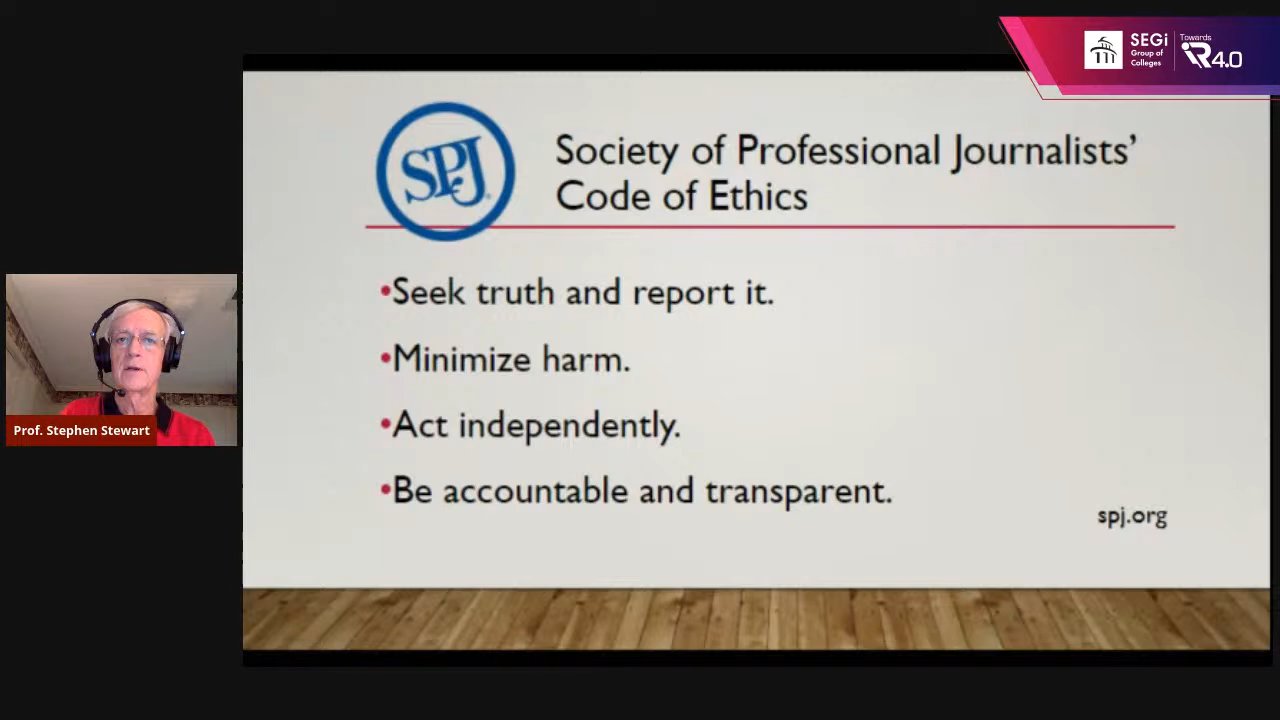 SEGi
Group of
Colleges
Towards
iR4.0
SPJ
Society of Professional Journalists’
Code of Ethics
•Seek truth and report it.
•Minimize harm.
•Act independently.
•Be accountable and transparent.
spj.org
Prof. Stephen Stewart